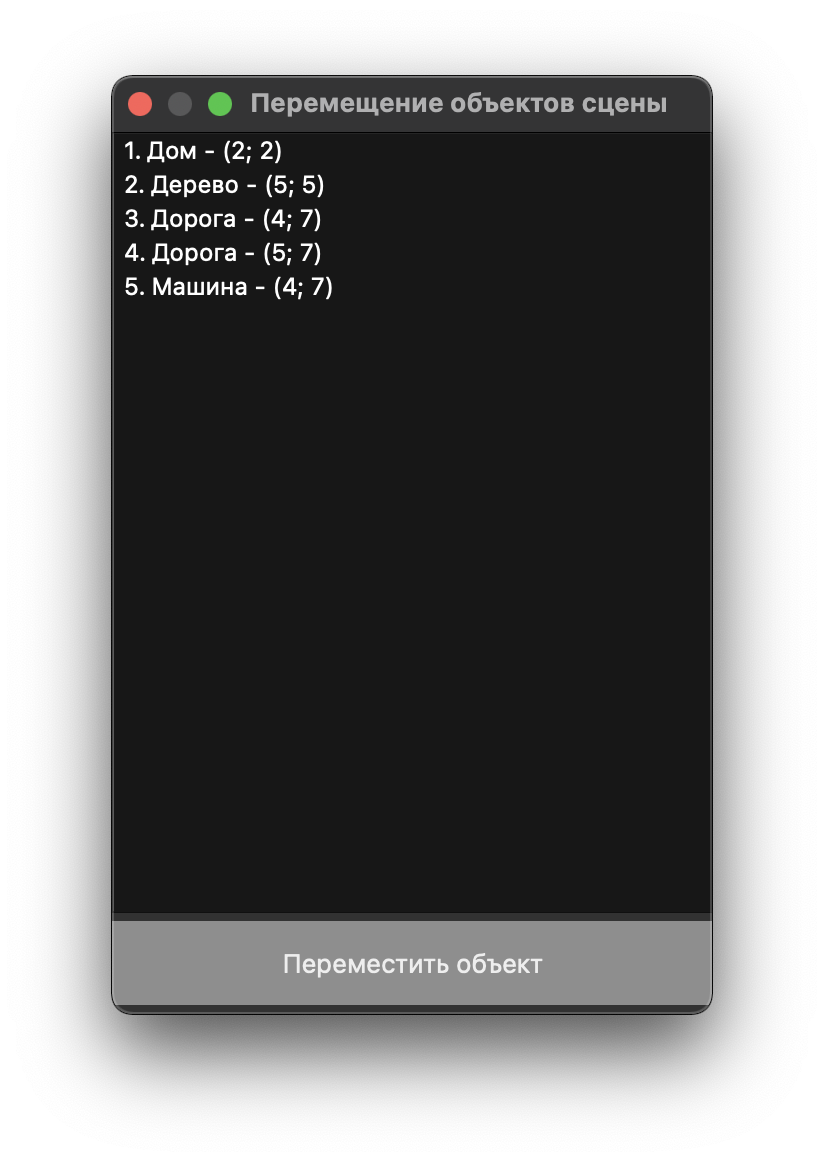 Перемещение объектов сцены
1. Дом - (2; 2)
2. Дерево - (5; 5)
3. Дорога - (4; 7)
4. Дорога - (5; 7)
5. Машина - (4; 7)
Переместить объект